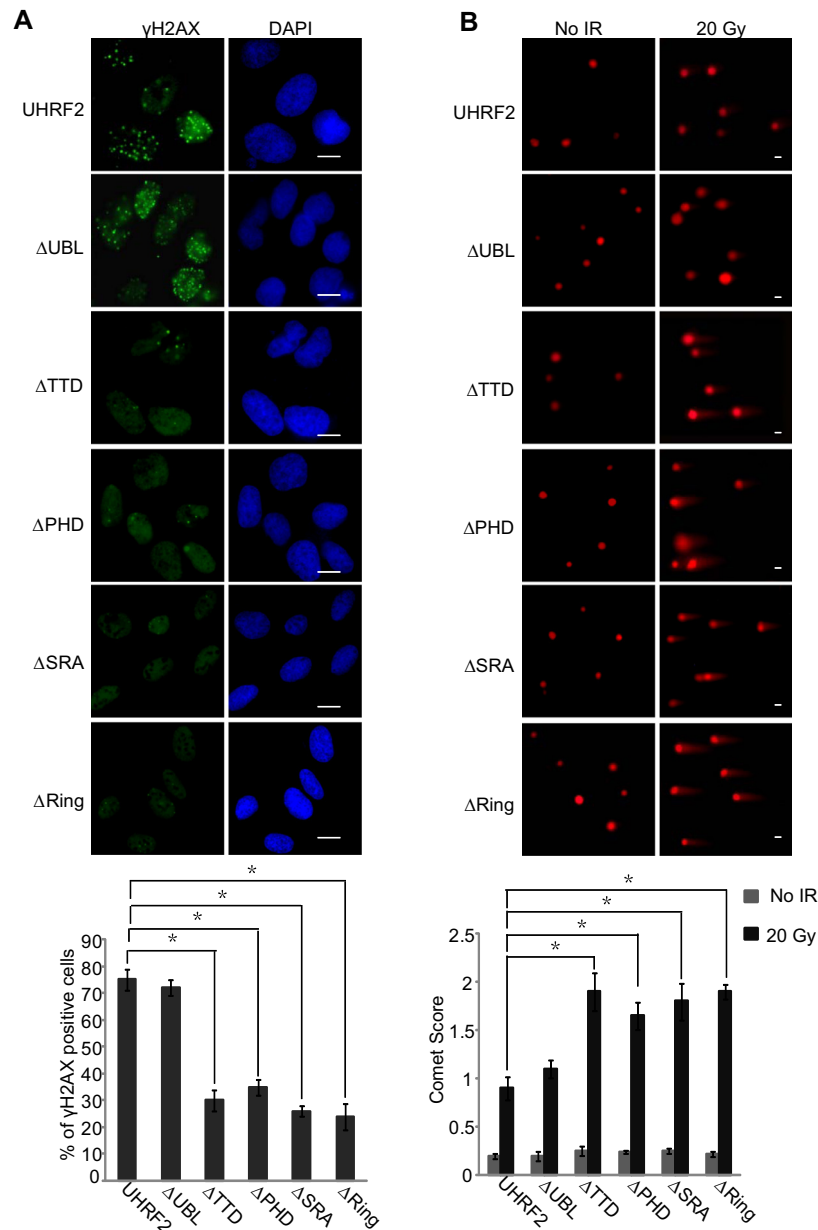 A
γH2AX DAPI
UHRF2
ΔUBL
ΔTTD
ΔPHD
ΔSRA
ΔRing
*
*
*
*
% of γH2AX positive cells
90
80
70
60
50
40
30
20
10
0
UHRF2 ΔUBL ΔTTD ΔPHD ΔSRA ΔRing
B
No IR 20 Gy
UHRF2
ΔUBL
ΔTTD
ΔPHD
ΔSRA
ΔRing
*
*
*
*
No IR
20 Gy
Comet Score
2.5
2
1.5
1
0.5
0
UHRF2 ΔUBL ΔTTD ΔPHD ΔSRA ΔRing